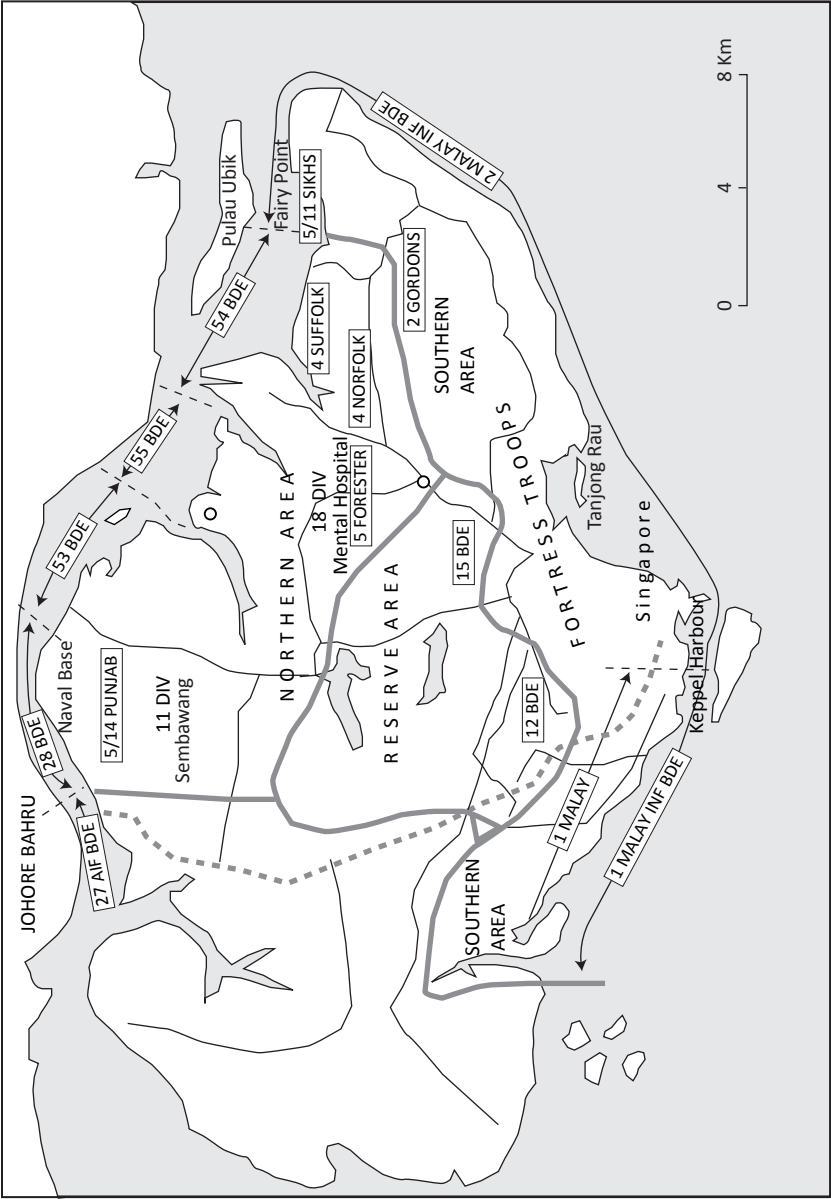 JOHORE BAHRU
27 AIF BDE
28 BDE
53 BDE
55 BDE
54 BDE
Pulau Ubik
Fairy Point
5/11 SIKHS
2 MALAY INF BDE
Naval Base
5/14 PUNJAB
11 DIV
Sembawang
NORTHERN AREA
18 DIV
Mental Hospital
5 FORESTER
4 SUFFOLK
4 NORFOLK
2 GORDONS
SOUTHERN
AREA
RESERVE AREA
15 BDE
12 BDE
FORTRESS TROOPS
Tanjong Rau
Singapore
Keppel Harbour
SOUTHERN
AREA
1 MALAY
1 MALAY INF BDE
0 4 8 Km